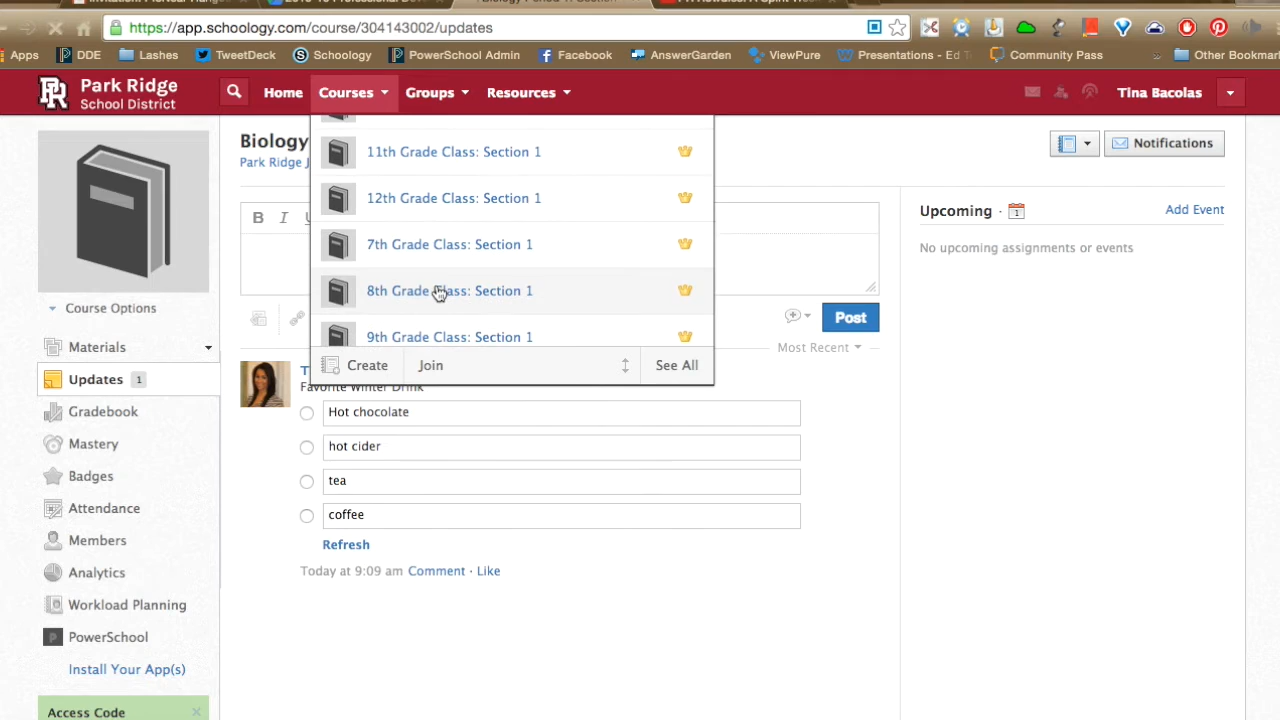 https://app.schoology.com/course/304143002/updates
Apps DDE Lashes TweetDeck Schoology PowerSchool Admin Facebook AnswerGarden ViewPure Presentations - Ed Community Pass » Other Bookmar
Park Ridge
School District
Home Courses Groups Resources Tina Bacolas
Biology
Park Ridge J
Notifications
11th Grade Class: Section 1
12th Grade Class: Section 1
7th Grade Class: Section 1
8th Grade Class: Section 1
9th Grade Class: Section 1
Create Join See All
B I U
Upcoming · 1 Add Event
No upcoming assignments or events
Post
Most Recent
Course Options
Materials
Updates 1
Gradebook
Mastery
Badges
Attendance
Members
Analytics
Workload Planning
PowerSchool
Install Your App(s)
Access Code
T
Favorite Winter Drink
Hot chocolate
hot cider
tea
coffee
Refresh
Today at 9:09 am Comment · Like